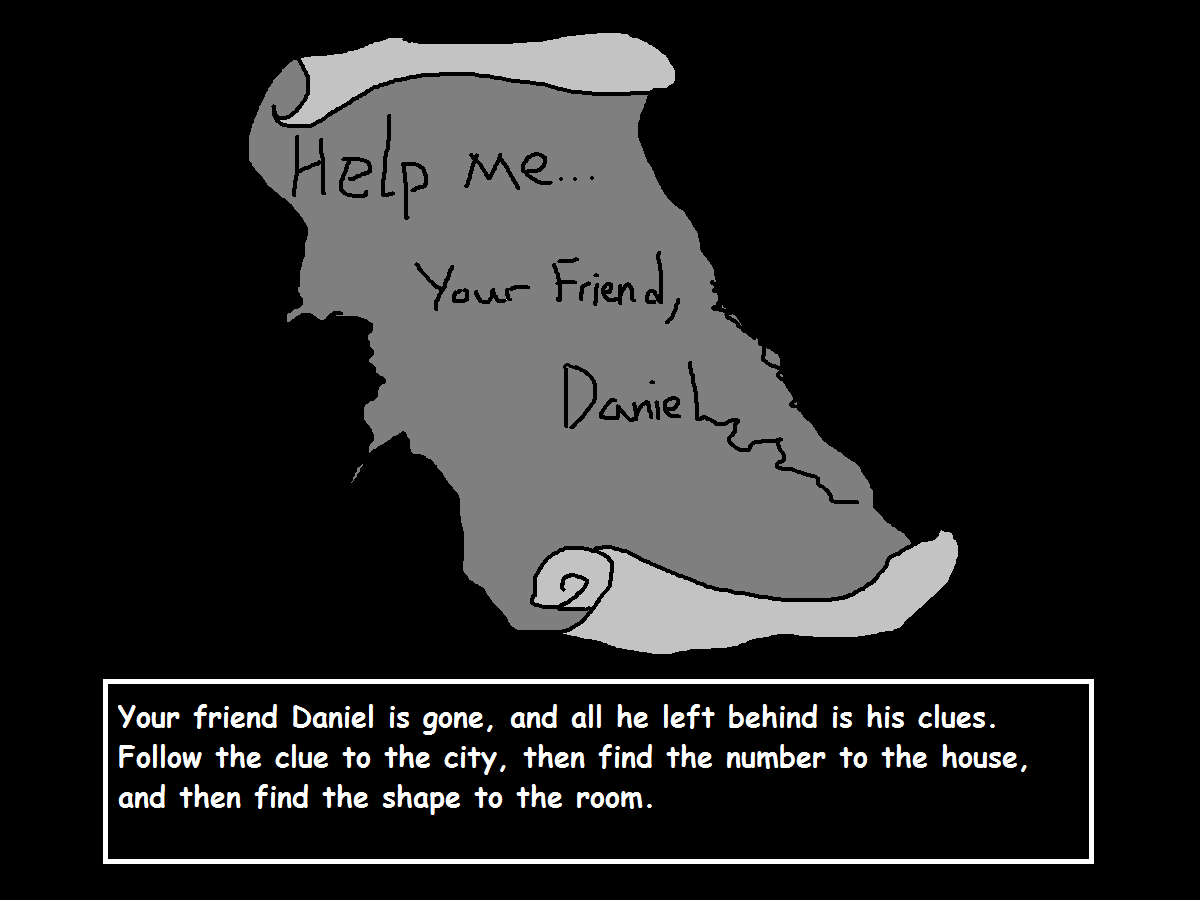 Help me...
Your Friend,
Daniel
Your friend Daniel is gone, and all he left behind is his clues.
Follow the clue to the city, then find the number to the house,
and then find the shape to the room.